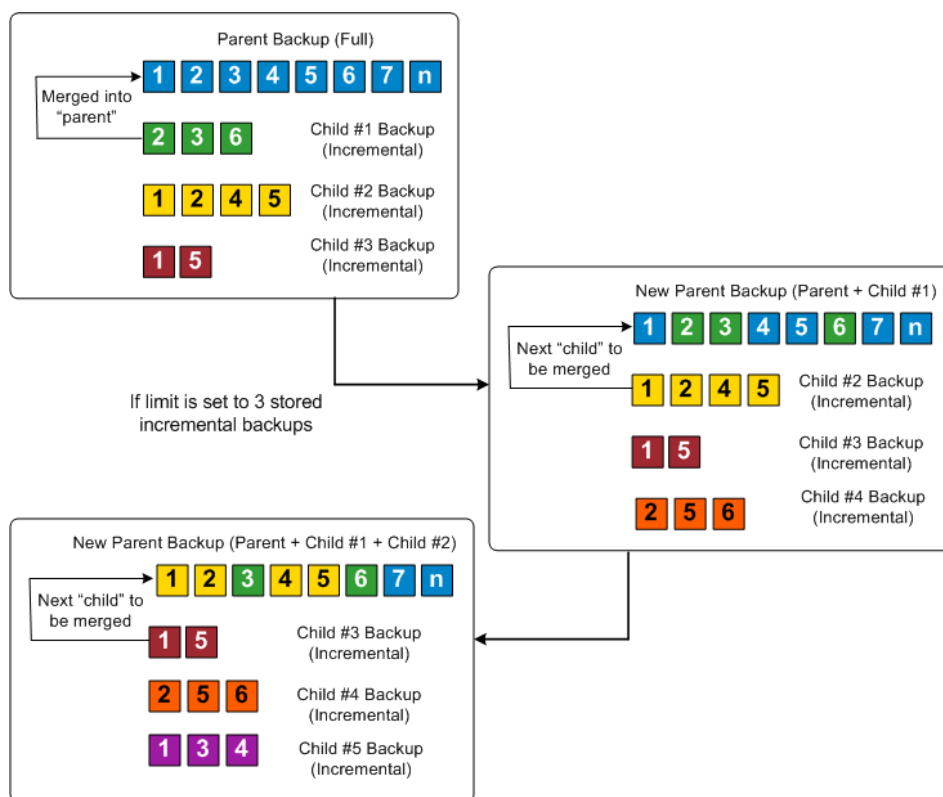 Parent Backup (Full)
1 2 3 4 5 6 7 n
Merged into
“parent”
2 3 6
Child #1 Backup
(Incremental)
1 2 4 5
Child #2 Backup
(Incremental)
1 5
Child #3 Backup
(Incremental)
If limit is set to 3 stored
incremental backups
New Parent Backup (Parent + Child #1)
1 2 3 4 5 6 7 n
Next “child” to
be merged
1 2 4 5
Child #2 Backup
(Incremental)
1 5
Child #3 Backup
(Incremental)
2 5 6
Child #4 Backup
(Incremental)
New Parent Backup (Parent + Child #1 + Child #2)
1 2 3 4 5 6 7 n
Next “child” to
be merged
1 5
Child #3 Backup
(Incremental)
2 5 6
Child #4 Backup
(Incremental)
1 3 4
Child #5 Backup
(Incremental)